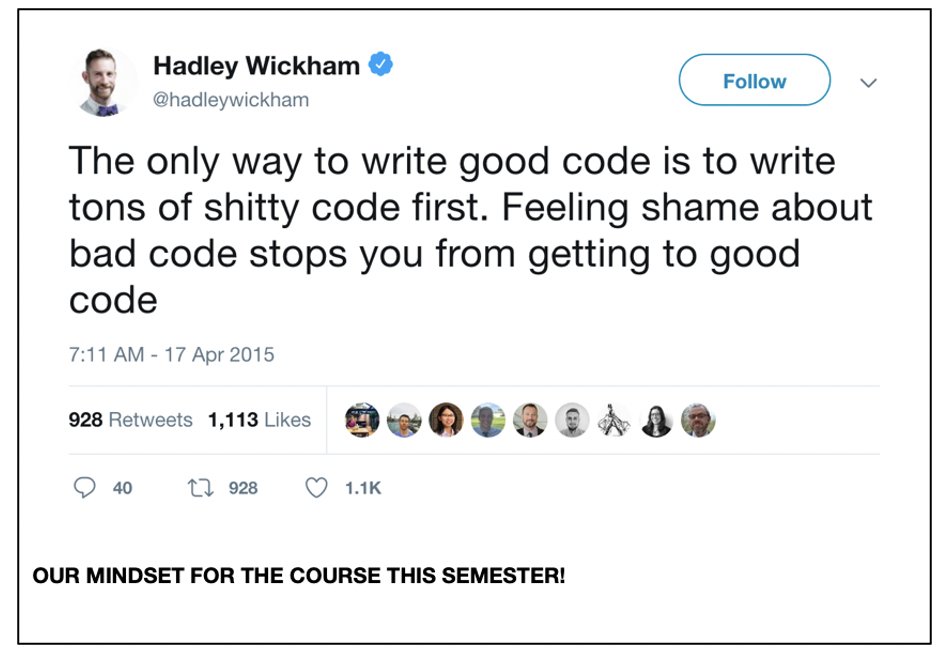 Hadley Wickham
@hadleywickham
Follow
The only way to write good code is to write
tons of shitty code first. Feeling shame about
bad code stops you from getting to good
code
7:11 AM - 17 Apr 2015
928 Retweets 1,113 Likes
40 928 1.1K
OUR MINDSET FOR THE COURSE THIS SEMESTER!